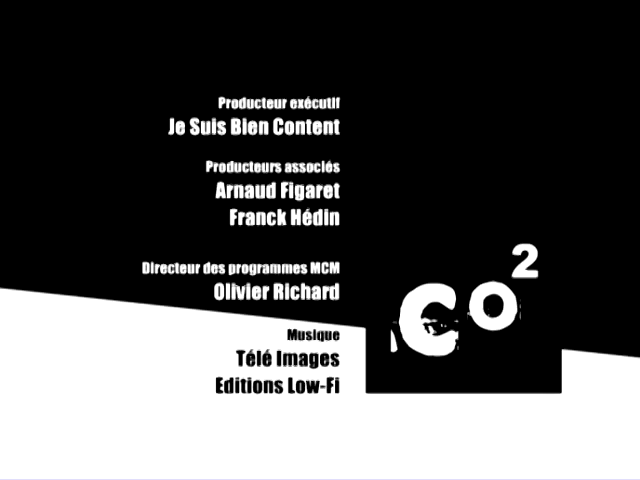 Producteur exécutif
Je Suis Bien Content
Producteurs associés
Arnaud Figaret
Franck Hédin
Directeur des programmes MCM
Olivier Richard
Musique
Télé Images
Editions Low-Fi
CO²